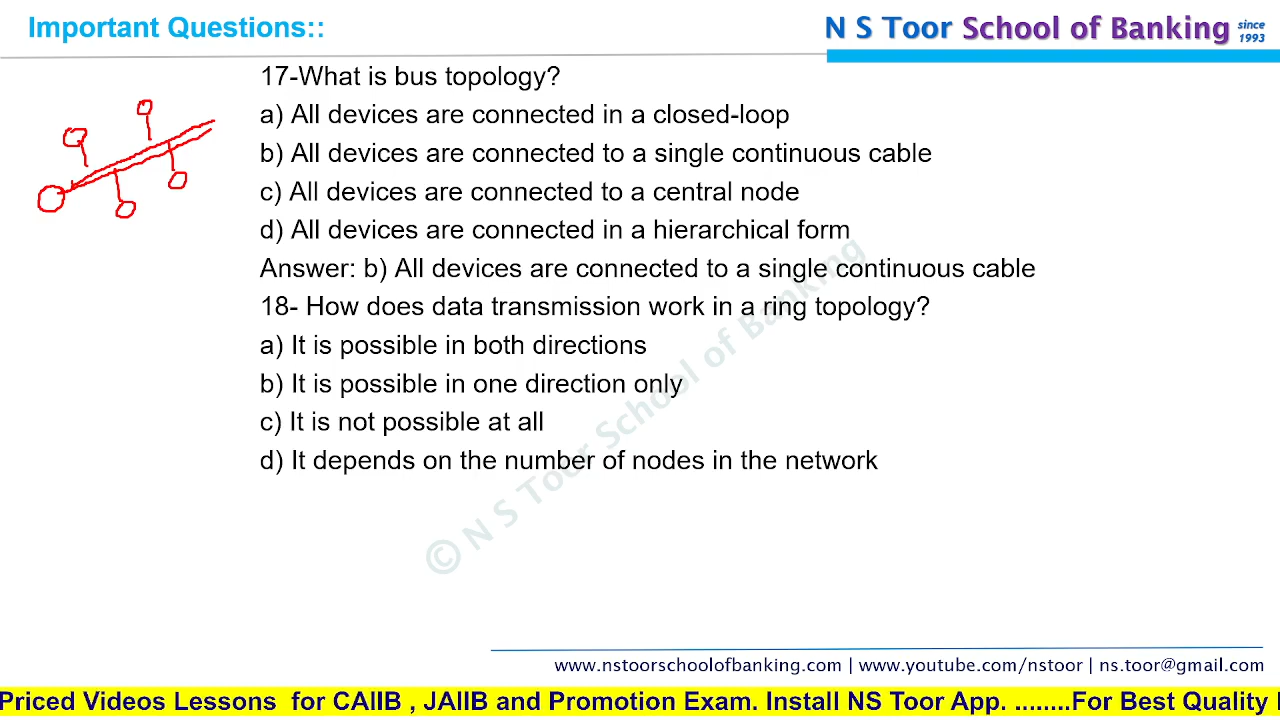 Important Questions::
N S Toor School of Banking since 1993
17-What is bus topology?
a) All devices are connected in a closed-loop
b) All devices are connected to a single continuous cable
c) All devices are connected to a central node
d) All devices are connected in a hierarchical form
Answer: b) All devices are connected to a single continuous cable
18- How does data transmission work in a ring topology?
a) It is possible in both directions
b) It is possible in one direction only
c) It is not possible at all
d) It depends on the number of nodes in the network
© N S Toor School of Banking
www.nstoorschoolofbanking.com | www.youtube.com/nstoor | ns.toor@gmail.com
Priced Videos Lessons for CAIIB , JAIIB and Promotion Exam. Install NS Toor App. ........For Best Quality